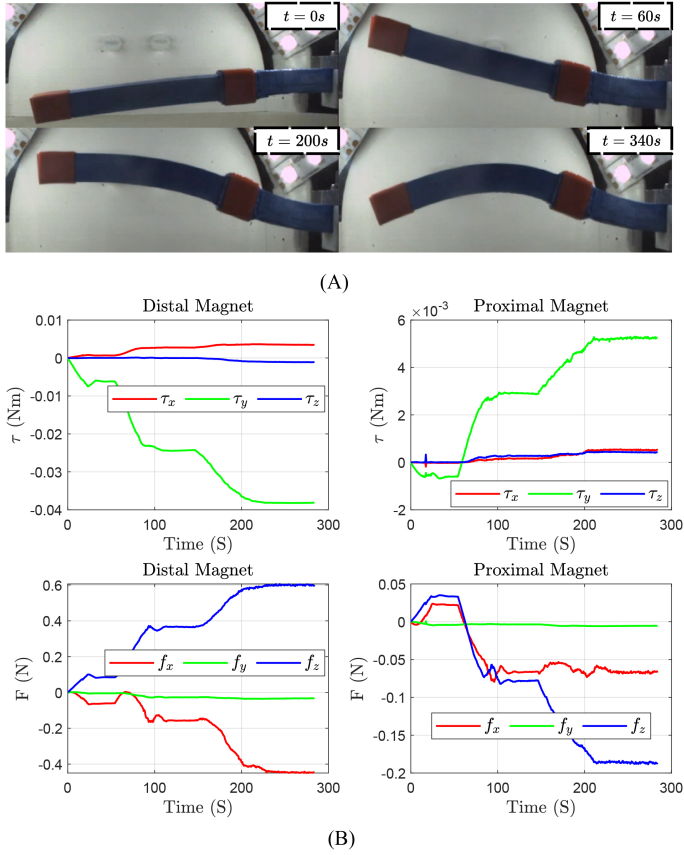 t = 0s
t = 60s
t = 200s
t = 340s
(A)
Distal Magnet
0.01
0
-0.01
-0.02
-0.03
-0.04
τ (Nm)
τx τy τz
0 100 200 300
Time (S)
Proximal Magnet
×10-3
6
4
2
0
-2
τ (Nm)
τx τy τz
0 100 200 300
Time (S)
Distal Magnet
0.6
0.4
0.2
0
-0.2
-0.4
F (N)
fx fy fz
0 100 200 300
Time (S)
Proximal Magnet
0.05
0
-0.05
-0.1
-0.15
-0.2
F (N)
fx fy fz
0 100 200 300
Time (S)
(B)